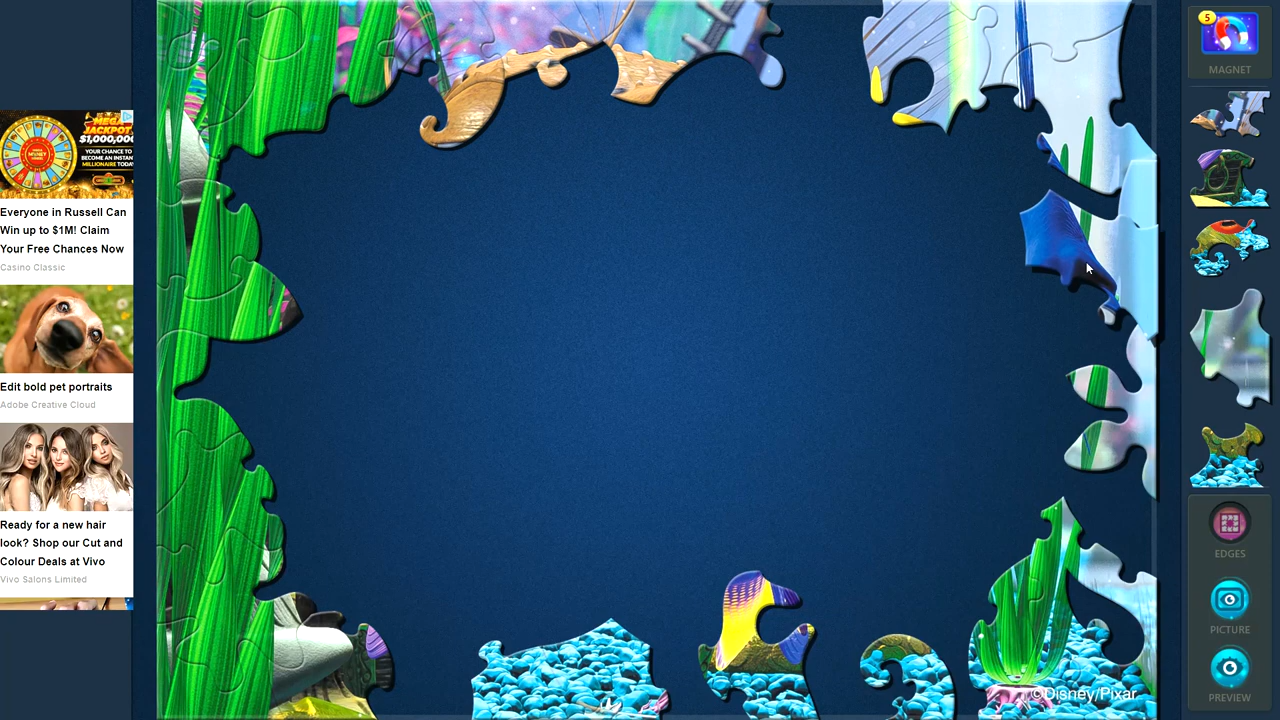 5
MAGNET
MEGA
JACKPOT
$1,000,000
YOUR CHANCE TO
BECOME AN INSTANT
MILLIONAIRE TODAY
Everyone in Russell Can
Win up to $1M! Claim
Your Free Chances Now
Casino Classic
Edit bold pet portraits
Adobe Creative Cloud
Ready for a new hair
look? Shop our Cut and
Colour Deals at Vivo
Vivo Salons Limited
EDGES
PICTURE
PREVIEW
©Disney/Pixar